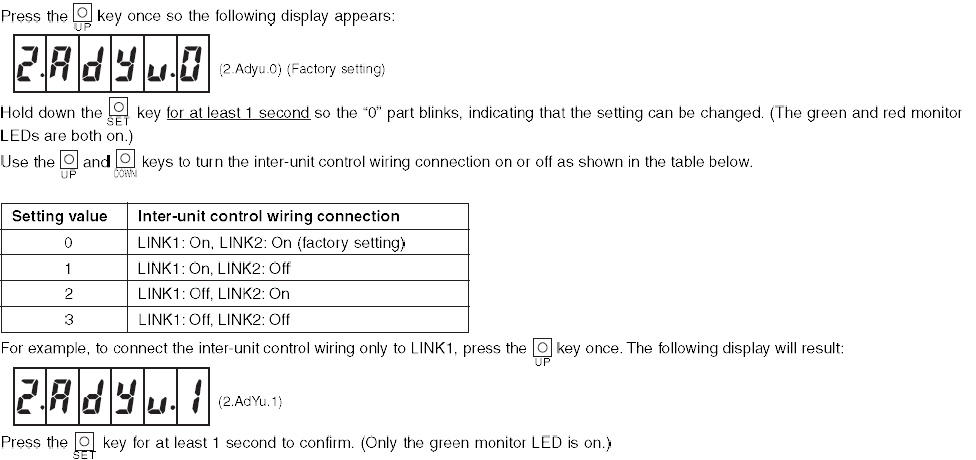 Press the UP key once so the following display appears:
2.Adyu.0 (2.Adyu.0) (Factory setting)
Hold down the SET key for at least 1 second so the “0” part blinks, indicating that the setting can be changed. (The green and red monitor
LEDs are both on.)
Use the UP and DOWN keys to turn the inter-unit control wiring connection on or off as shown in the table below.
Setting value Inter-unit control wiring connection
0 LINK1: On, LINK2: On (factory setting)
1 LINK1: On, LINK2: Off
2 LINK1: Off, LINK2: On
3 LINK1: Off, LINK2: Off
For example, to connect the inter-unit control wiring only to LINK1, press the UP key once. The following display will result:
2.Adyu.1 (2.AdYu.1)
Press the SET key for at least 1 second to confirm. (Only the green monitor LED is on.)